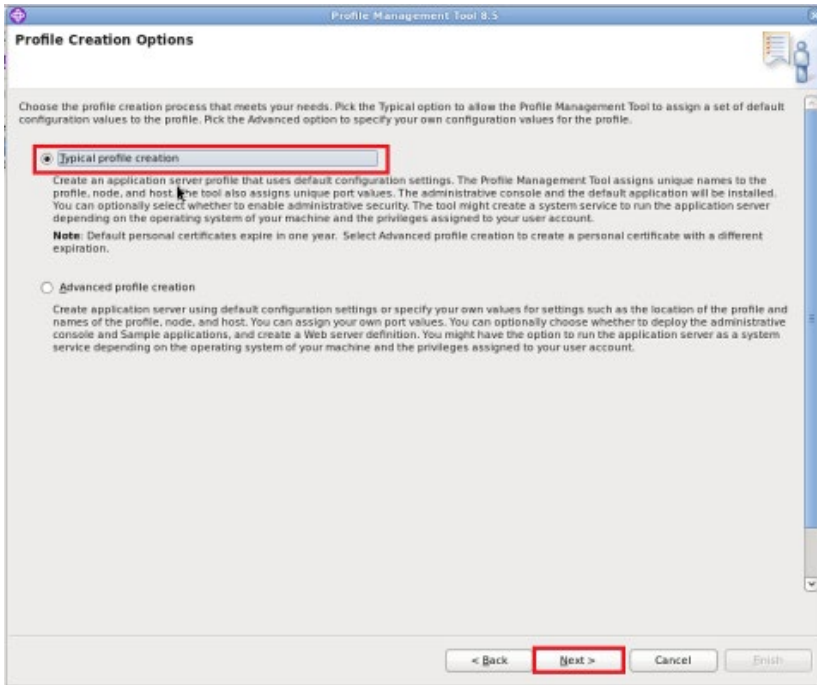 Profile Management Tool 8.5
Profile Creation Options
Choose the profile creation process that meets your needs. Pick the Typical option to allow the Profile Management Tool to assign a set of default
configuration values to the profile. Pick the Advanced option to specify your own configuration values for the profile.
Typical profile creation
Create an application server profile that uses default configuration settings. The Profile Management Tool assigns unique names to the
profile, node, and host. The tool also assigns unique port values. The administrative console and the default application will be installed.
You can optionally select whether to enable administrative security. The tool might create a system service to run the application server
depending on the operating system of your machine and the privileges assigned to your user account.
Note: Default personal certificates expire in one year. Select Advanced profile creation to create a personal certificate with a different
expiration.
Advanced profile creation
Create application server using default configuration settings or specify your own values for settings such as the location of the profile and
names of the profile, node, and host. You can assign your own port values. You can optionally choose whether to deploy the administrative
console and Sample applications, and create a Web server definition. You might have the option to run the application server as a system
service depending on the operating system of your machine and the privileges assigned to your user account.
< Back
Next >
Cancel
Finish